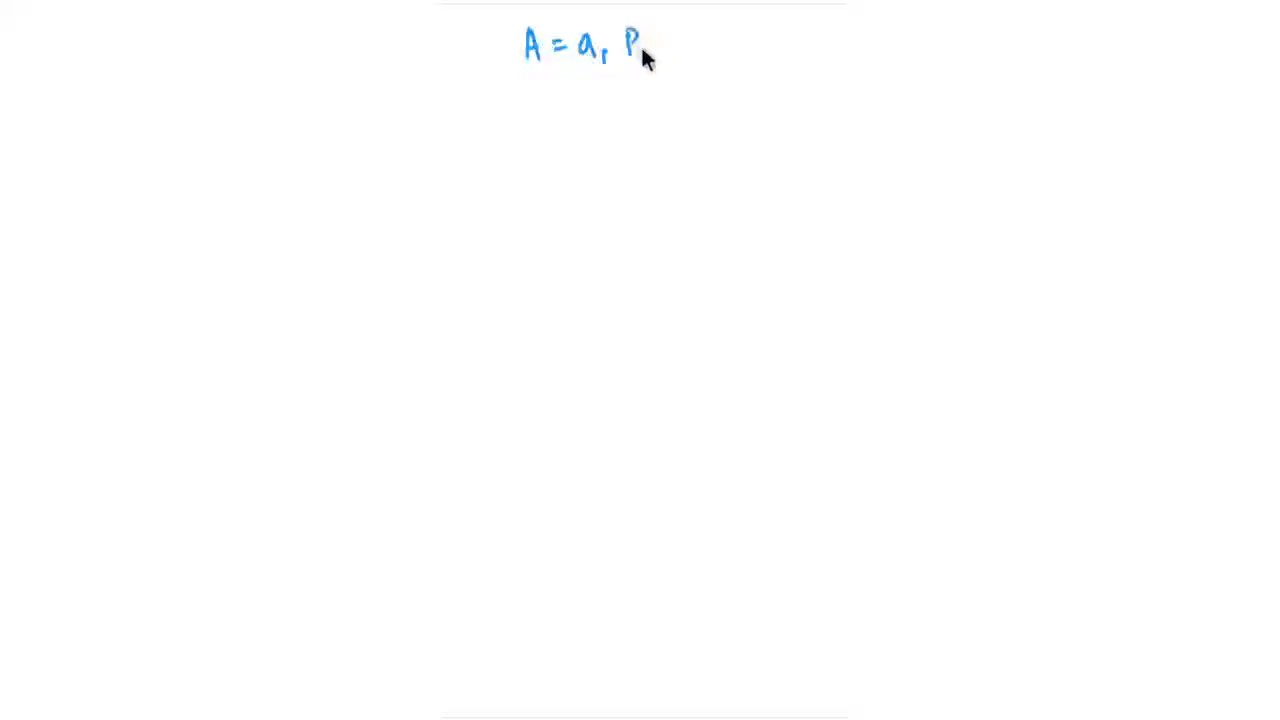 A = a, P